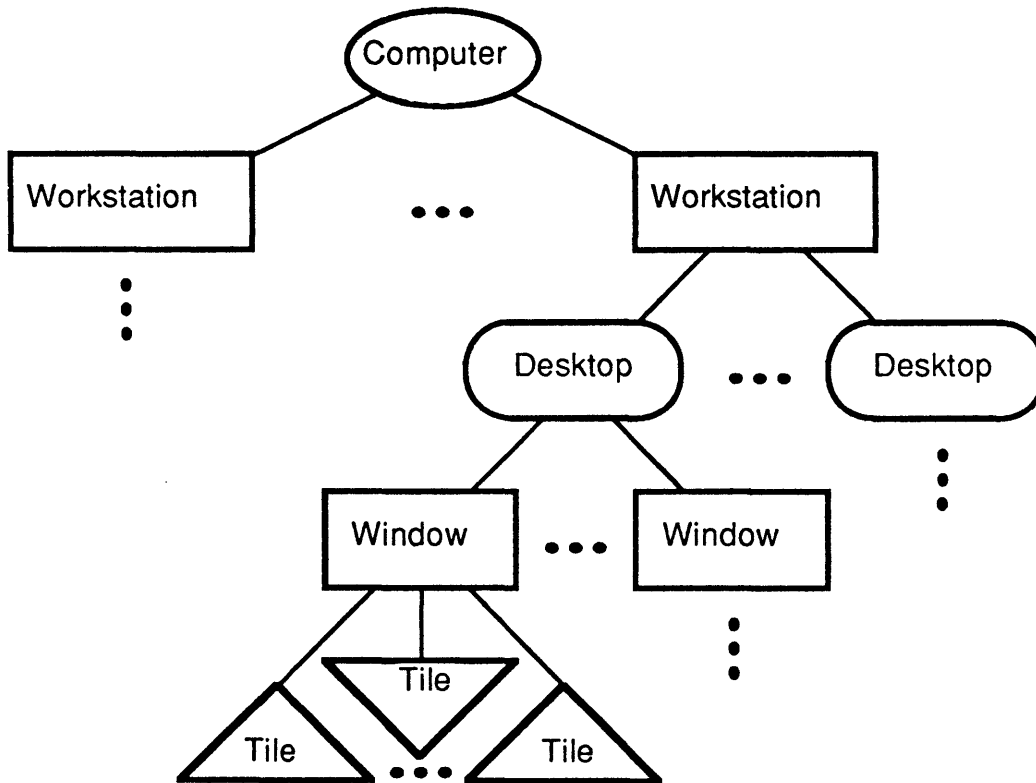 Computer
Workstation
Workstation
Desktop
Desktop
Window
Window
Tile
Tile
Tile